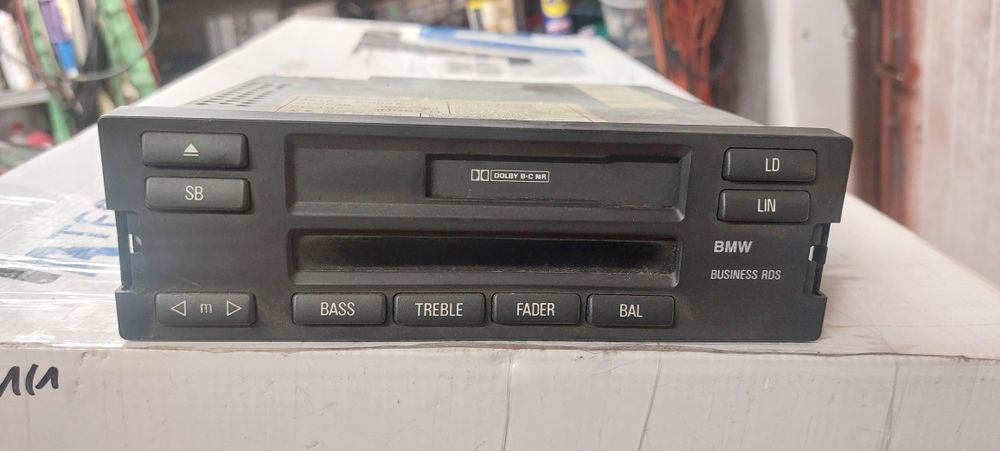 SB
DOLBY B-C NR
LD
LIN
BMW
BUSINESS RDS
m
BASS
TREBLE
FADER
BAL